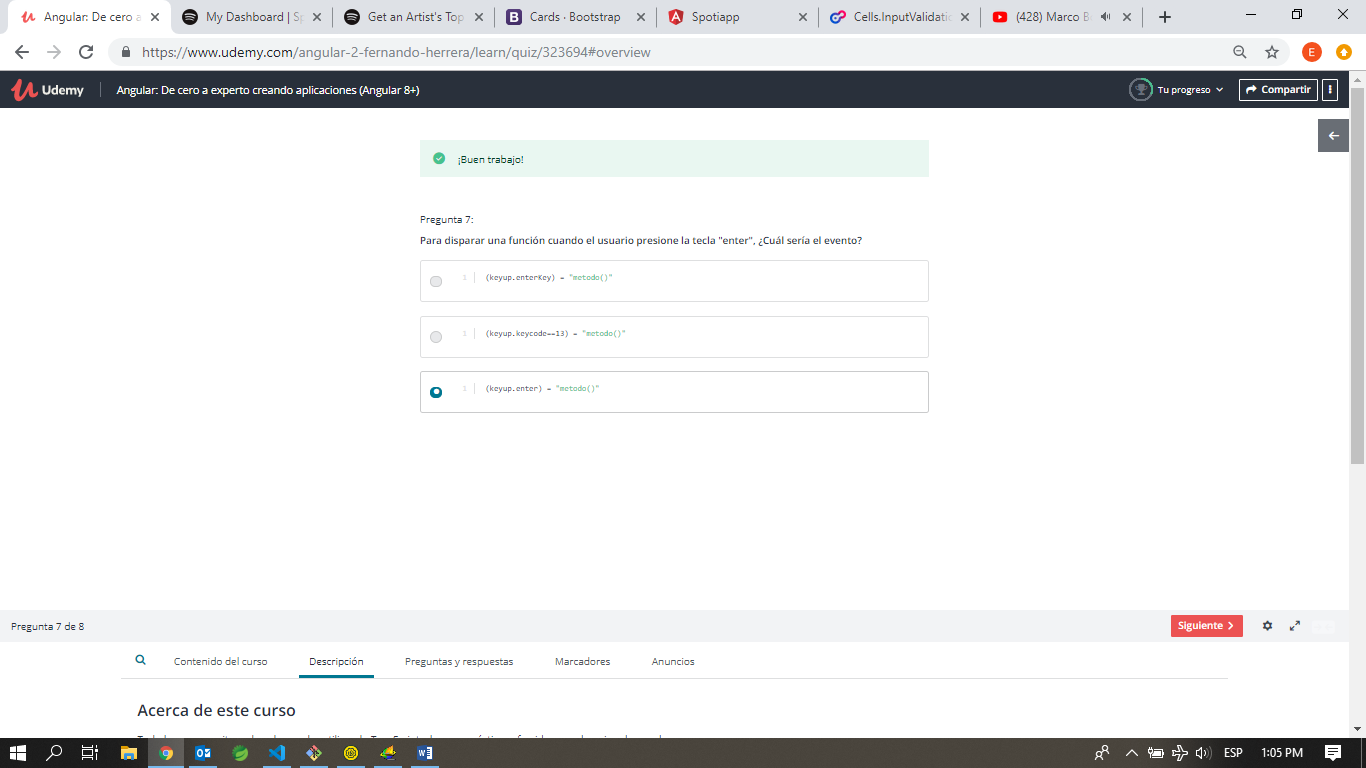 Angular: De cero a
My Dashboard | Sp
Get an Artist's Top
Cards · Bootstrap
Spotiapp
Cells.InputValidatio
(428) Marco B
https://www.udemy.com/angular-2-fernando-herrera/learn/quiz/323694#overview
E
Udemy
Angular: De cero a experto creando aplicaciones (Angular 8+)
Tu progreso
Compartir
¡Buen trabajo!
Pregunta 7:
Para disparar una función cuando el usuario presione la tecla "enter", ¿Cuál sería el evento?
1 (keyup.enterKey) = "metodo()"
1 (keyup.keycode==13) = "metodo()"
1 (keyup.enter) = "metodo()"
Pregunta 7 de 8
Siguiente
Contenido del curso
Descripción
Preguntas y respuestas
Marcadores
Anuncios
Acerca de este curso
ESP
1:05 PM